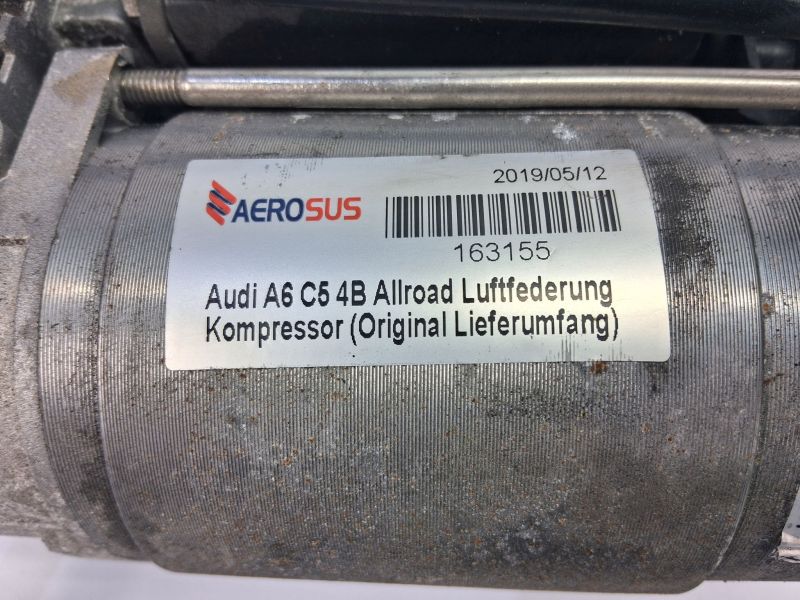 2019/05/12
AEROSUS
163155
Audi A6 C5 4B Allroad Luftfederung
Kompressor (Original Lieferumfang)